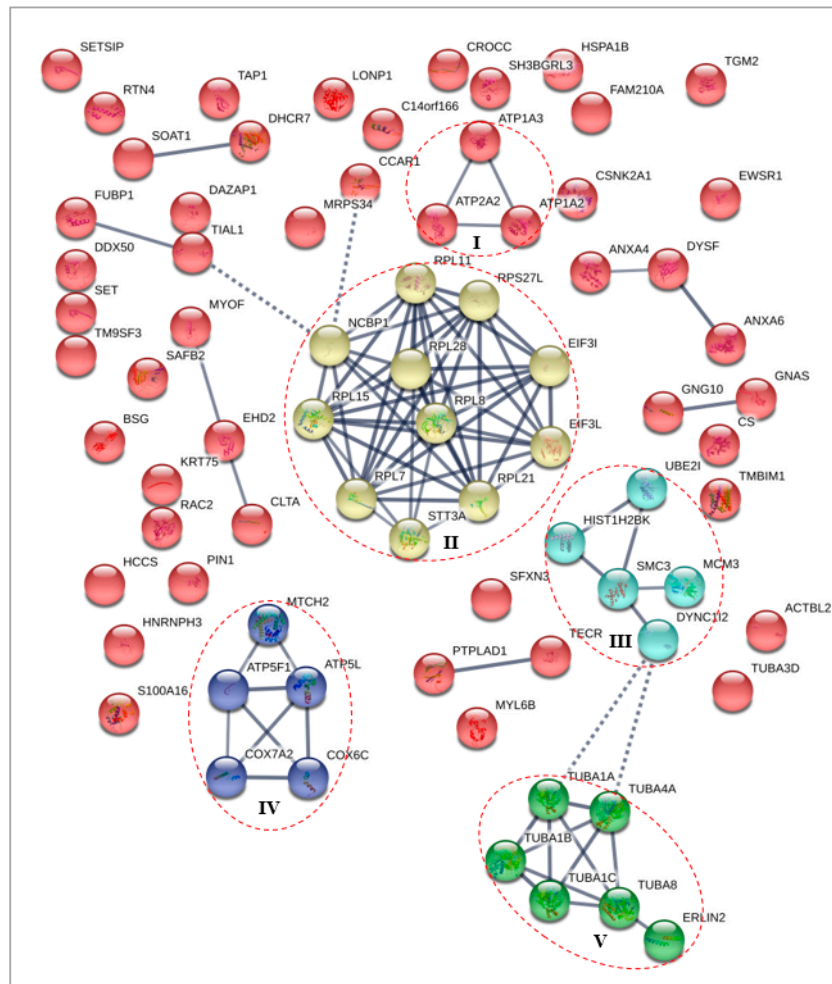 SETSIP
CROCC
HSPA1B
SH3BGRL3
TGM2
RTN4
TAP1
LONP1
FAM210A
C14orf166
SOAT1
DHCR7
ATP1A3
CCAR1
CSNK2A1
EWSR1
FUBP1
DAZAP1
ATP2A2
ATP1A2
MRPS34
TIAL1
I
ANXA4
DYSF
DDX50
RPL11
RPS27L
SET
MYOF
NCBP1
ANXA6
TM9SF3
RPL28
EIF3I
SAFB2
RPL15
RPL8
GNG10
GNAS
BSG
EHD2
EIF3L
CS
KRT75
RPL7
RPL21
UBE2I
TMBIM1
RAC2
CLTA
STT3A
II
HIST1H2BK
HCCS
PIN1
SMC3
MCM3
SFXN3
MTCH2
DYNC1I2
ACTBL2
HNRNPH3
TECR
III
PTPLAD1
ATP5F1
ATP5L
TUBA3D
S100A16
MYL6B
COX7A2
COX6C
IV
TUBA1A
TUBA4A
TUBA1B
TUBA1C
TUBA8
ERLIN2
V